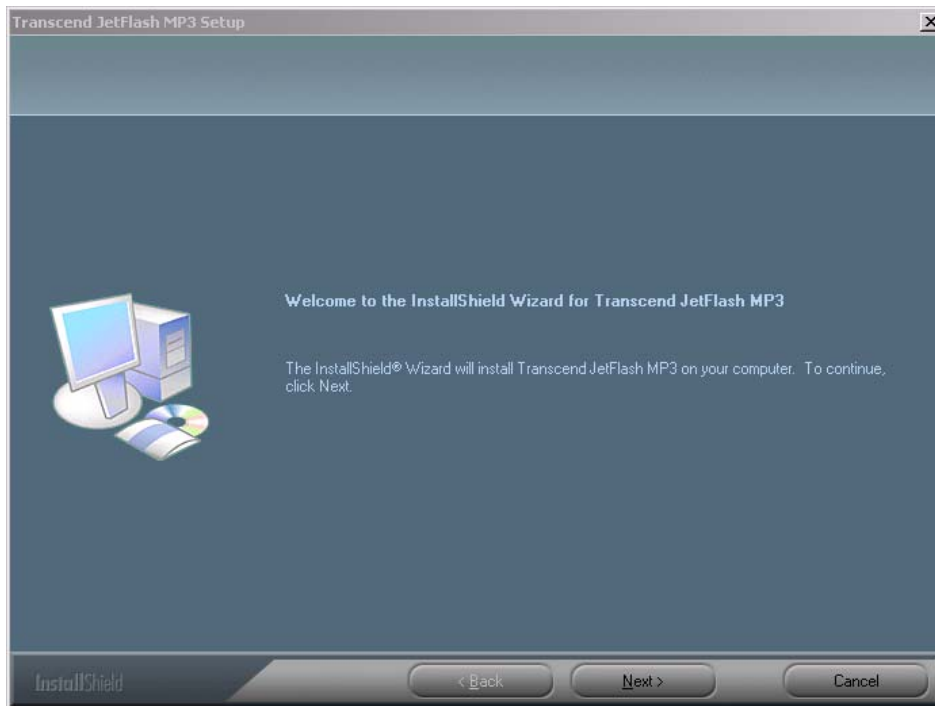 Transcend JetFlash MP3 Setup
Welcome to the InstallShield Wizard for Transcend JetFlash MP3
The InstallShield® Wizard will install Transcend JetFlash MP3 on your computer. To continue,
click Next.
InstallShield
< Back
Next >
Cancel